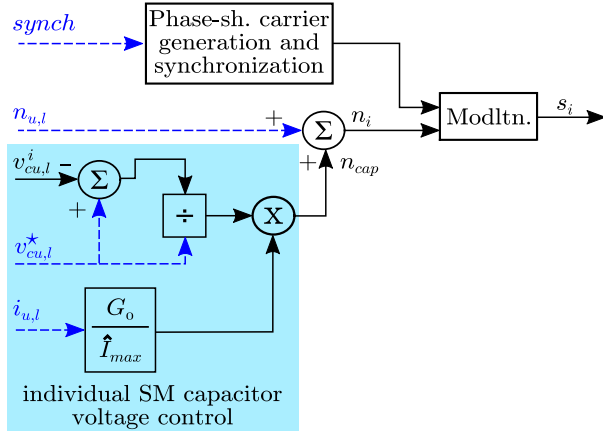 synch
Phase-sh. carrier
generation and
synchronization
n_{u,l}
+
Σ
n_i
Modltn.
s_i
v^i_{cu,l}
−
Σ
+
n_{cap}
+
÷
X
v^⋆_{cu,l}
i_{u,l}
G_o
Î_{max}
individual SM capacitor
voltage control